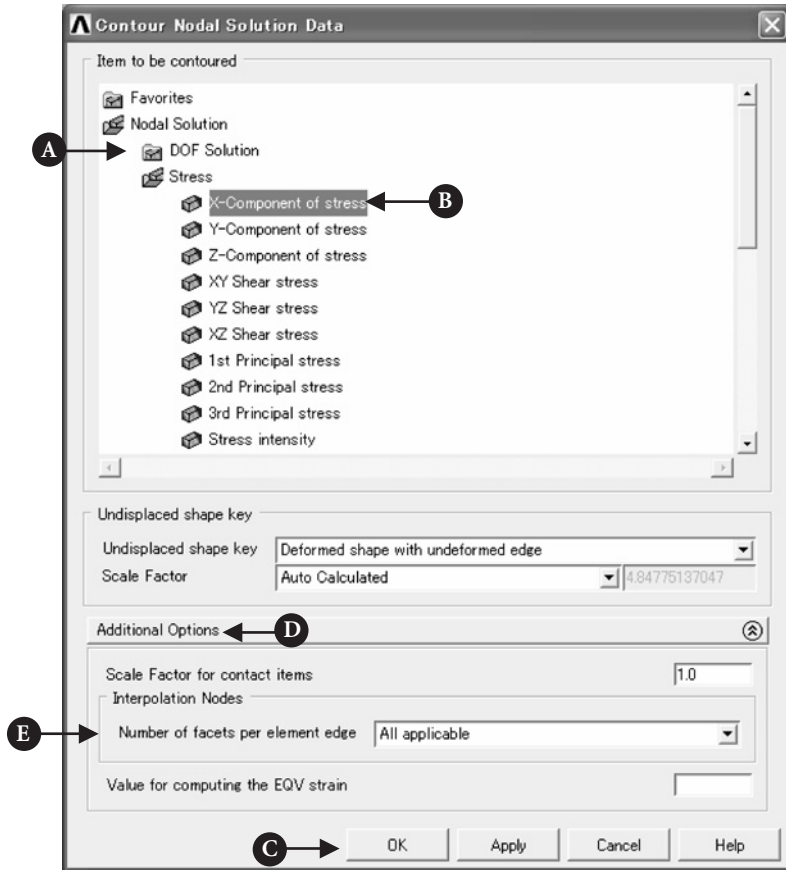 Contour Nodal Solution Data
Item to be contoured
Favorites
Nodal Solution
A
DOF Solution
Stress
X-Component of stress
B
Y-Component of stress
Z-Component of stress
XY Shear stress
YZ Shear stress
XZ Shear stress
1st Principal stress
2nd Principal stress
3rd Principal stress
Stress intensity
Undisplaced shape key
Undisplaced shape key Deformed shape with undeformed edge
Scale Factor Auto Calculated 4.84775137047
Additional Options D
Scale Factor for contact items 1.0
Interpolation Nodes
E Number of facets per element edge All applicable
Value for computing the EQV strain
C OK Apply Cancel Help